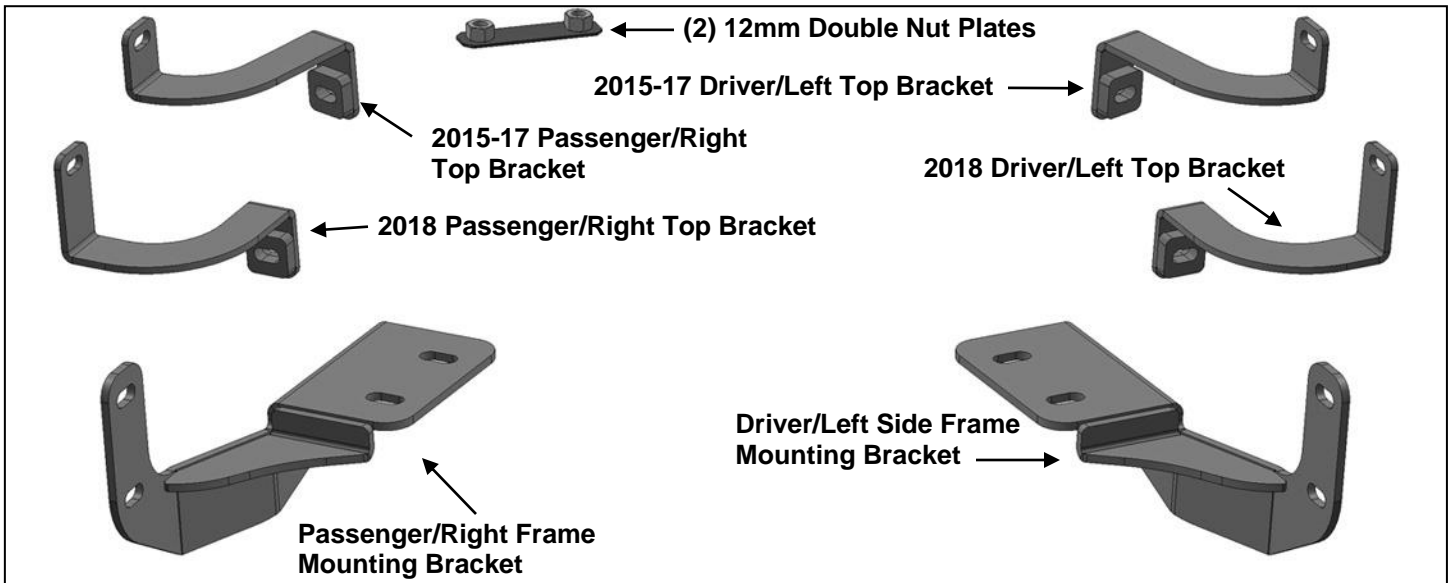 (2) 12mm Double Nut Plates
2015-17 Driver/Left Top Bracket
2015-17 Passenger/Right
Top Bracket
2018 Driver/Left Top Bracket
2018 Passenger/Right Top Bracket
Driver/Left Side Frame
Mounting Bracket
Passenger/Right Frame
Mounting Bracket